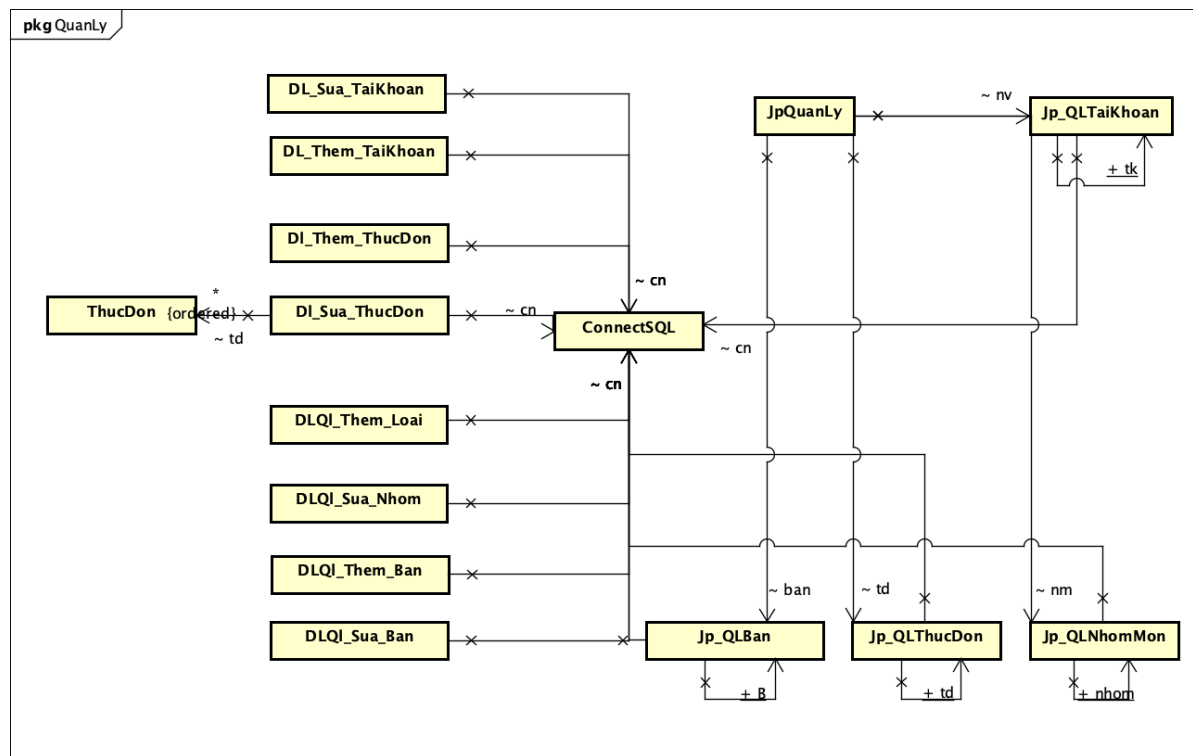 pkg QuanLy
DL_Sua_TaiKhoan
JpQuanLy
~ nv
Jp_QLTaiKhoan
DL_Them_TaiKhoan
+ tk
Dl_Them_ThucDon
~ cn
ThucDon
*
{ordered}
~ td
Dl_Sua_ThucDon
~ cn
ConnectSQL
~ cn
~ cn
DLQl_Them_Loai
DLQl_Sua_Nhom
DLQl_Them_Ban
~ ban
~ td
~ nm
DLQl_Sua_Ban
Jp_QLBan
Jp_QLThucDon
Jp_QLNhomMon
+ B
+ td
+ nhom